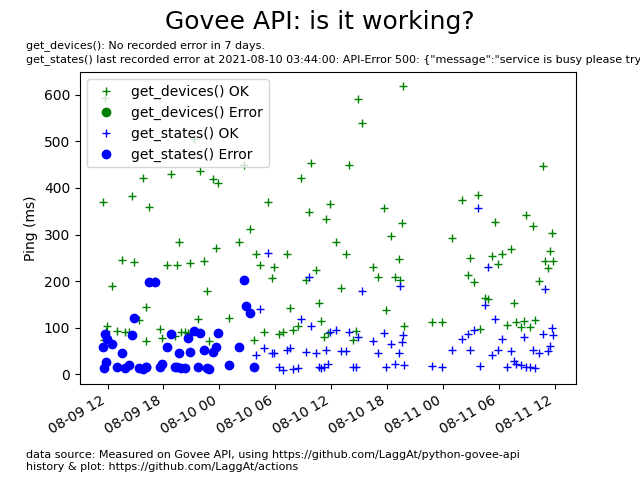 Govee API: is it working?
get_devices(): No recorded error in 7 days.
get_states() last recorded error at 2021-08-10 03:44:00: API-Error 500: {"message":"service is busy please try
get_devices() OK
get_devices() Error
get_states() OK
get_states() Error
Ping (ms)
600
500
400
300
200
100
0
08-09 12
08-09 18
08-10 00
08-10 06
08-10 12
08-10 18
08-11 00
08-11 06
08-11 12
data source: Measured on Govee API, using https://github.com/LaggAt/python-govee-api
history & plot: https://github.com/LaggAt/actions